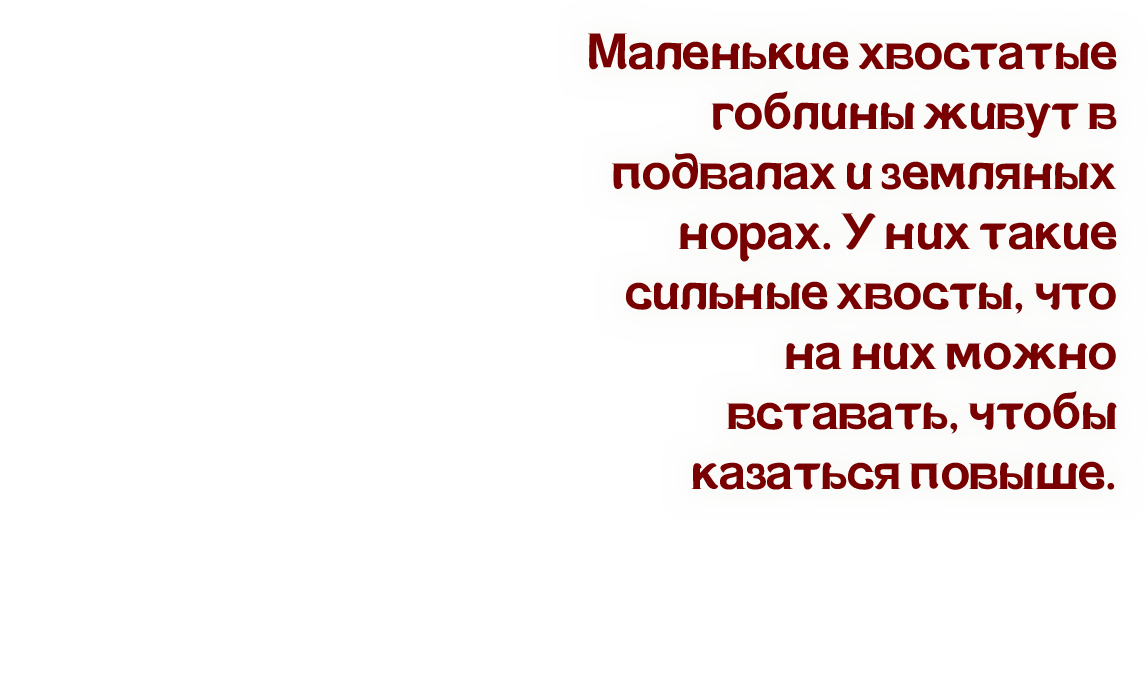 Маленькие хвостатые
гоблины живут в
подвалах и земляных
норах. У них такие
сильные хвосты, что
на них можно
вставать, чтобы
казаться повыше.